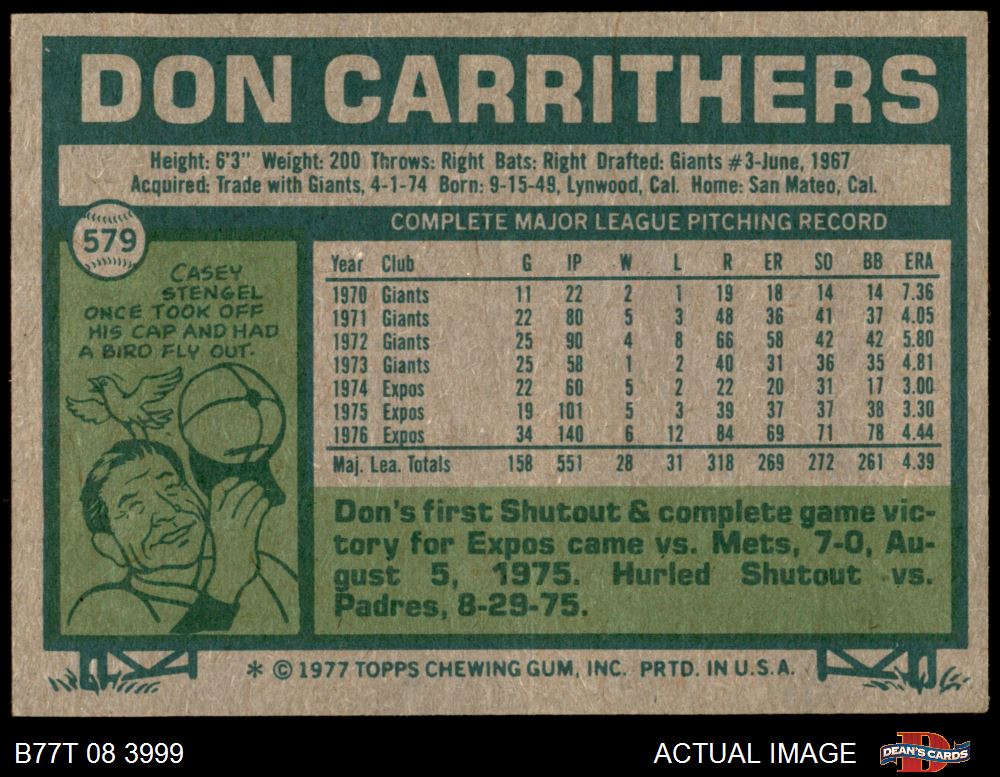 DON CARRITHERS
Height: 6'3" Weight: 200 Throws: Right Bats: Right Drafted: Giants #3-June, 1967
Acquired: Trade with Giants, 4-1-74 Born: 9-15-49, Lynwood, Cal. Home: San Mateo, Cal.
579
COMPLETE MAJOR LEAGUE PITCHING RECORD
CASEY
STENGEL
ONCE TOOK OFF
HIS CAP AND HAD
A BIRD FLY OUT.
Year Club G IP W L R ER SO BB ERA
1970 Giants 11 22 2 1 19 18 14 14 7.36
1971 Giants 22 80 5 3 48 36 41 37 4.05
1972 Giants 25 90 4 8 66 58 42 42 5.80
1973 Giants 25 58 1 2 40 31 36 35 4.81
1974 Expos 22 60 5 2 22 20 31 17 3.00
1975 Expos 19 101 5 3 39 37 37 38 3.30
1976 Expos 34 140 6 12 84 69 71 78 4.44
Maj. Lea. Totals 158 551 28 31 318 269 272 261 4.39
Don's first Shutout & complete game vic-
tory for Expos came vs. Mets, 7-0, Au-
gust 5, 1975. Hurled Shutout vs.
Padres, 8-29-75.
* © 1977 TOPPS CHEWING GUM, INC. PRTD. IN U.S.A.
B77T 08 3999
ACTUAL IMAGE
D
DEAN'S CARDS